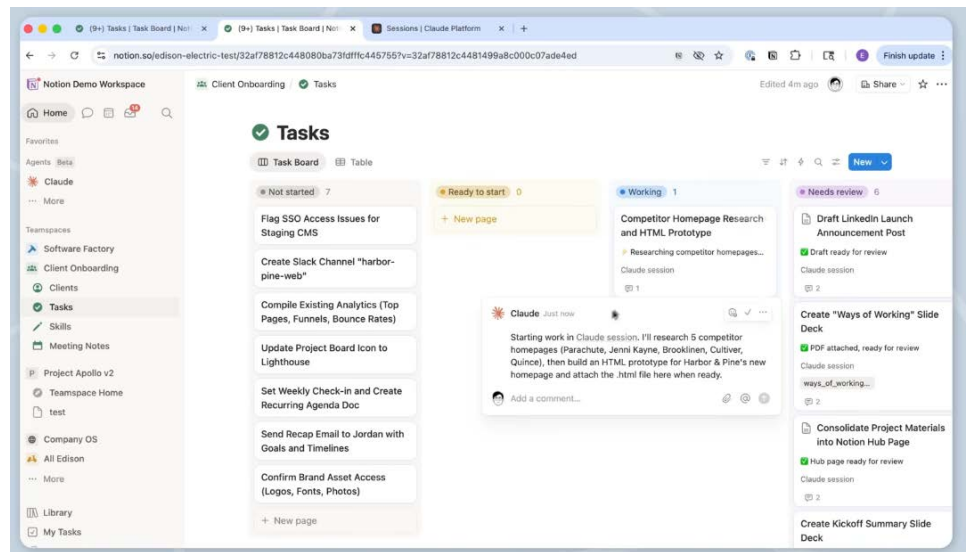 (9+) Tasks | Task Board | Not
(9+) Tasks | Task Board | Not
Sessions | Claude Platform
notion.so/edison-electric-test/32af78812c448080ba73fdfffc445755?v=32af78812c4481499a8c000c07ade4ed
E
Finish update
Notion Demo Workspace
Client Onboarding / Tasks
Edited 4m ago
Share
Home
Favorites
Agents Beta
Claude
More
Teamspaces
Software Factory
Client Onboarding
Clients
Tasks
Skills
Meeting Notes
P Project Apollo v2
Teamspace Home
test
Company OS
All Edison
More
Library
My Tasks
Tasks
Task Board
Table
New
Not started 7
Flag SSO Access Issues for
Staging CMS
Create Slack Channel "harbor-
pine-web"
Compile Existing Analytics (Top
Pages, Funnels, Bounce Rates)
Update Project Board Icon to
Lighthouse
Set Weekly Check-in and Create
Recurring Agenda Doc
Send Recap Email to Jordan with
Goals and Timelines
Confirm Brand Asset Access
(Logos, Fonts, Photos)
+ New page
Ready to start 0
+ New page
Working 1
Competitor Homepage Research
and HTML Prototype
Researching competitor homepages...
Claude session
1
Claude Just now
Starting work in Claude session. I'll research 5 competitor
homepages (Parachute, Jenni Kayne, Brooklinen, Cultiver,
Quince), then build an HTML prototype for Harbor & Pine's new
homepage and attach the .html file here when ready.
Add a comment...
Needs review 6
Draft LinkedIn Launch
Announcement Post
Draft ready for review
Claude session
2
Create "Ways of Working" Slide
Deck
PDF attached, ready for review
Claude session
ways_of_working...
2
Consolidate Project Materials
into Notion Hub Page
Hub page ready for review
Claude session
2
Create Kickoff Summary Slide
Deck